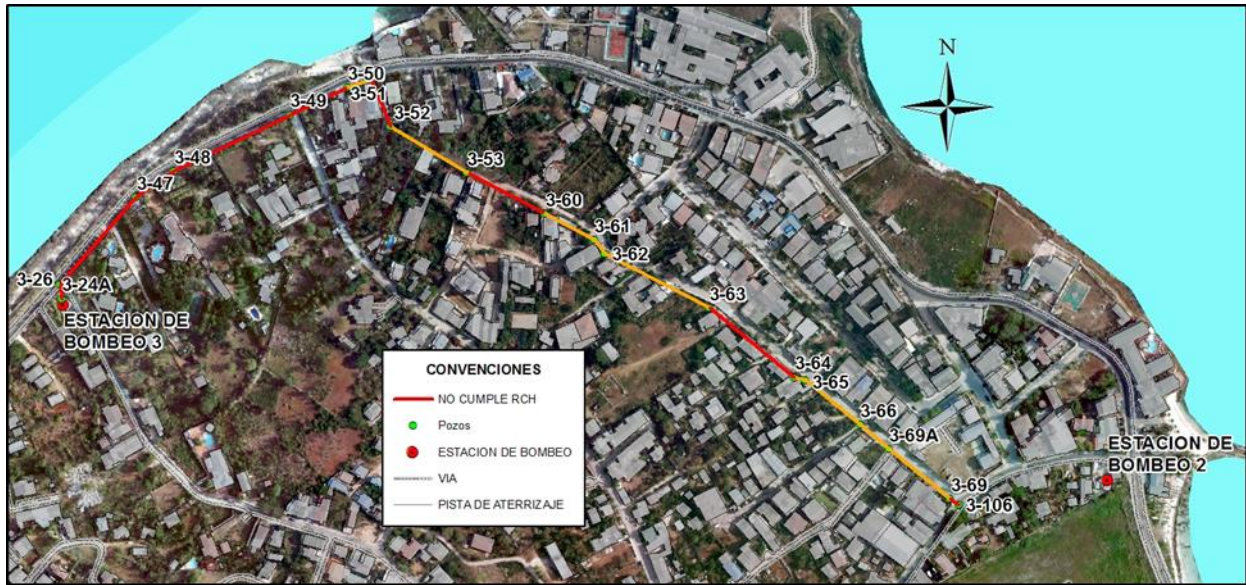 N
3-50
3-51
3-49
3-52
3-48
3-47
3-53
3-60
3-61
3-62
3-26
3-24A
ESTACION DE
BOMBEO 3
3-63
3-64
3-65
3-66
3-69A
3-69
3-106
ESTACION DE
BOMBEO 2
CONVENCIONES
NO CUMPLE RCH
Pozos
ESTACION DE BOMBEO
VIA
PISTA DE ATERRIZAJE